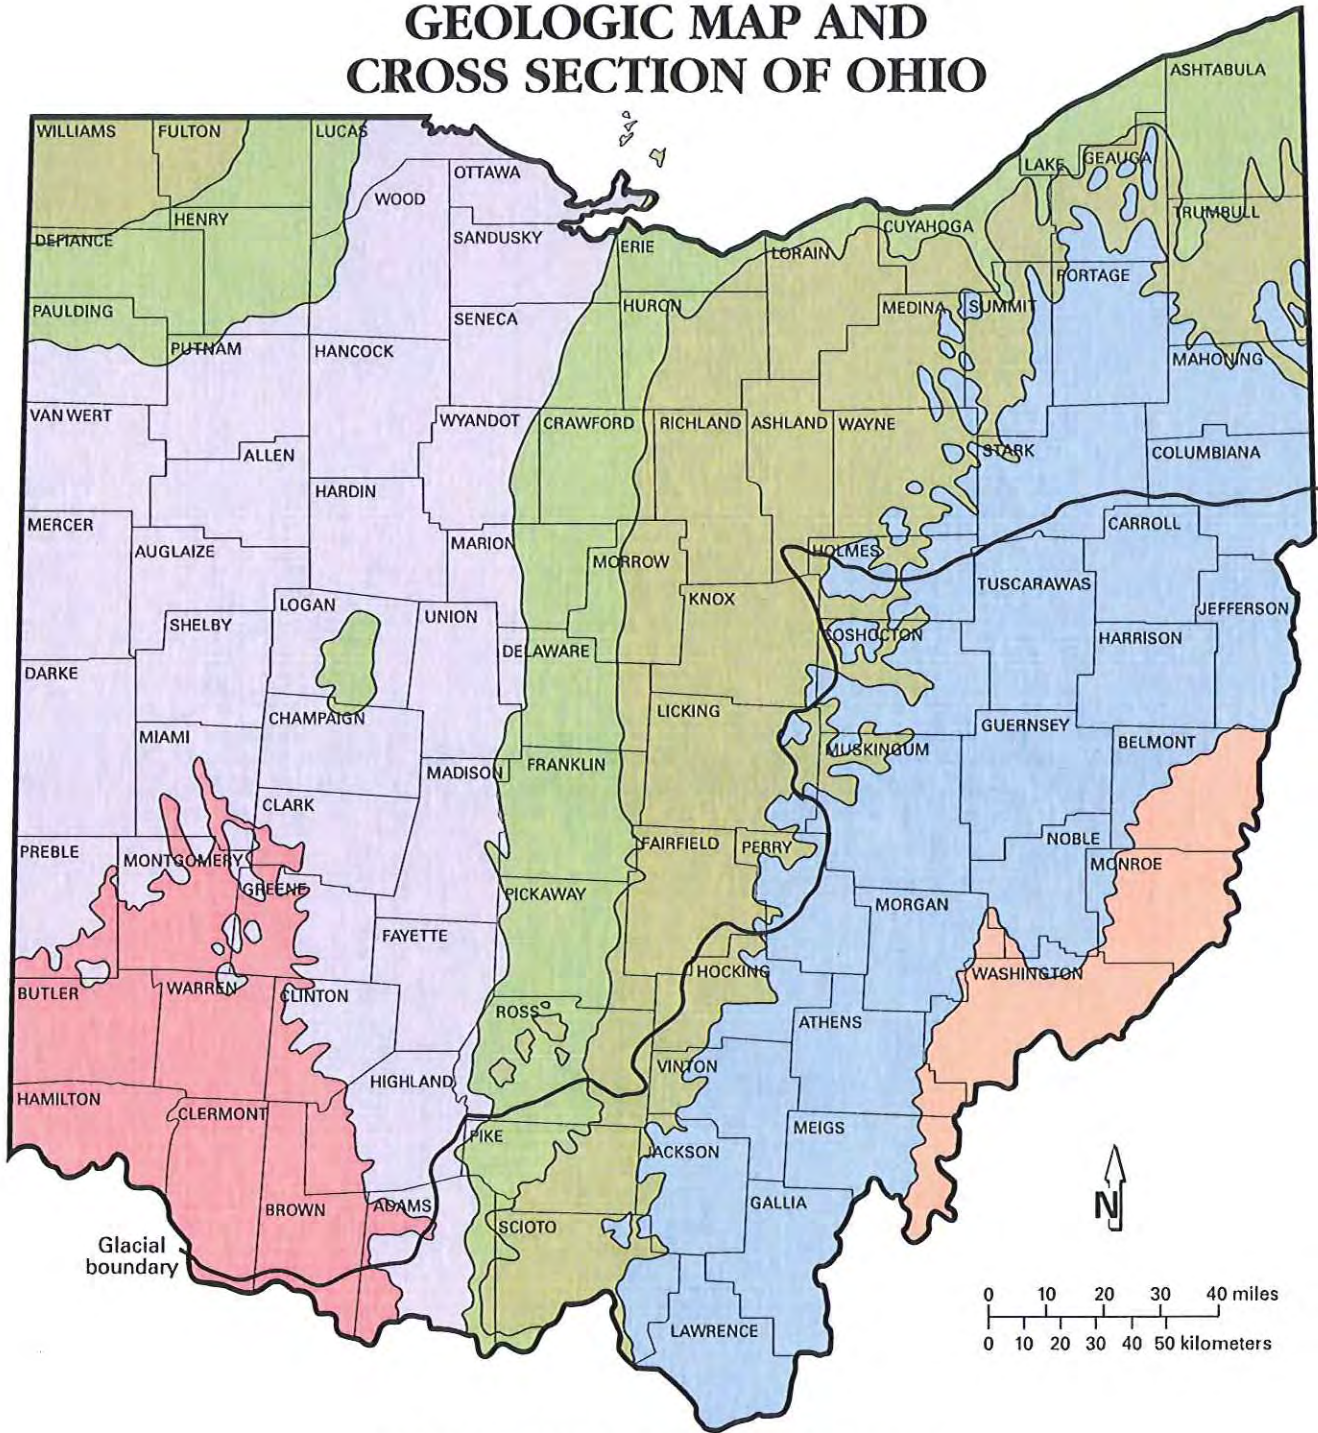 GEOLOGIC MAP AND
CROSS SECTION OF OHIO
ASHTABULA
WILLIAMS
FULTON
LUCAS
LAKE
GEAUGA
OTTAWA
WOOD
TRUMBULL
HENRY
CUYAHOGA
DEFIANCE
SANDUSKY
ERIE
LORAIN
PORTAGE
PAULDING
SENECA
HURON
MEDINA
SUMMIT
PUTNAM
HANCOCK
MAHONING
VAN WERT
WYANDOT
CRAWFORD
RICHLAND
ASHLAND
WAYNE
ALLEN
STARK
COLUMBIANA
HARDIN
MERCER
CARROLL
AUGLAIZE
MARION
MORROW
HOLMES
TUSCARAWAS
LOGAN
KNOX
JEFFERSON
SHELBY
UNION
COSHOCTON
HARRISON
DELAWARE
DARKE
LICKING
CHAMPAIGN
GUERNSEY
MIAMI
MUSKINGUM
BELMONT
MADISON
FRANKLIN
CLARK
NOBLE
PREBLE
MONTGOMERY
FAIRFIELD
PERRY
MONROE
GREENE
PICKAWAY
MORGAN
FAYETTE
HOCKING
WASHINGTON
BUTLER
WARREN
CLINTON
ROSS
ATHENS
VINTON
HIGHLAND
HAMILTON
CLERMONT
PIKE
MEIGS
JACKSON
BROWN
ADAMS
GALLIA
N
SCIOTO
Glacial
boundary
0 10 20 30 40 miles
LAWRENCE
0 10 20 30 40 50 kilometers